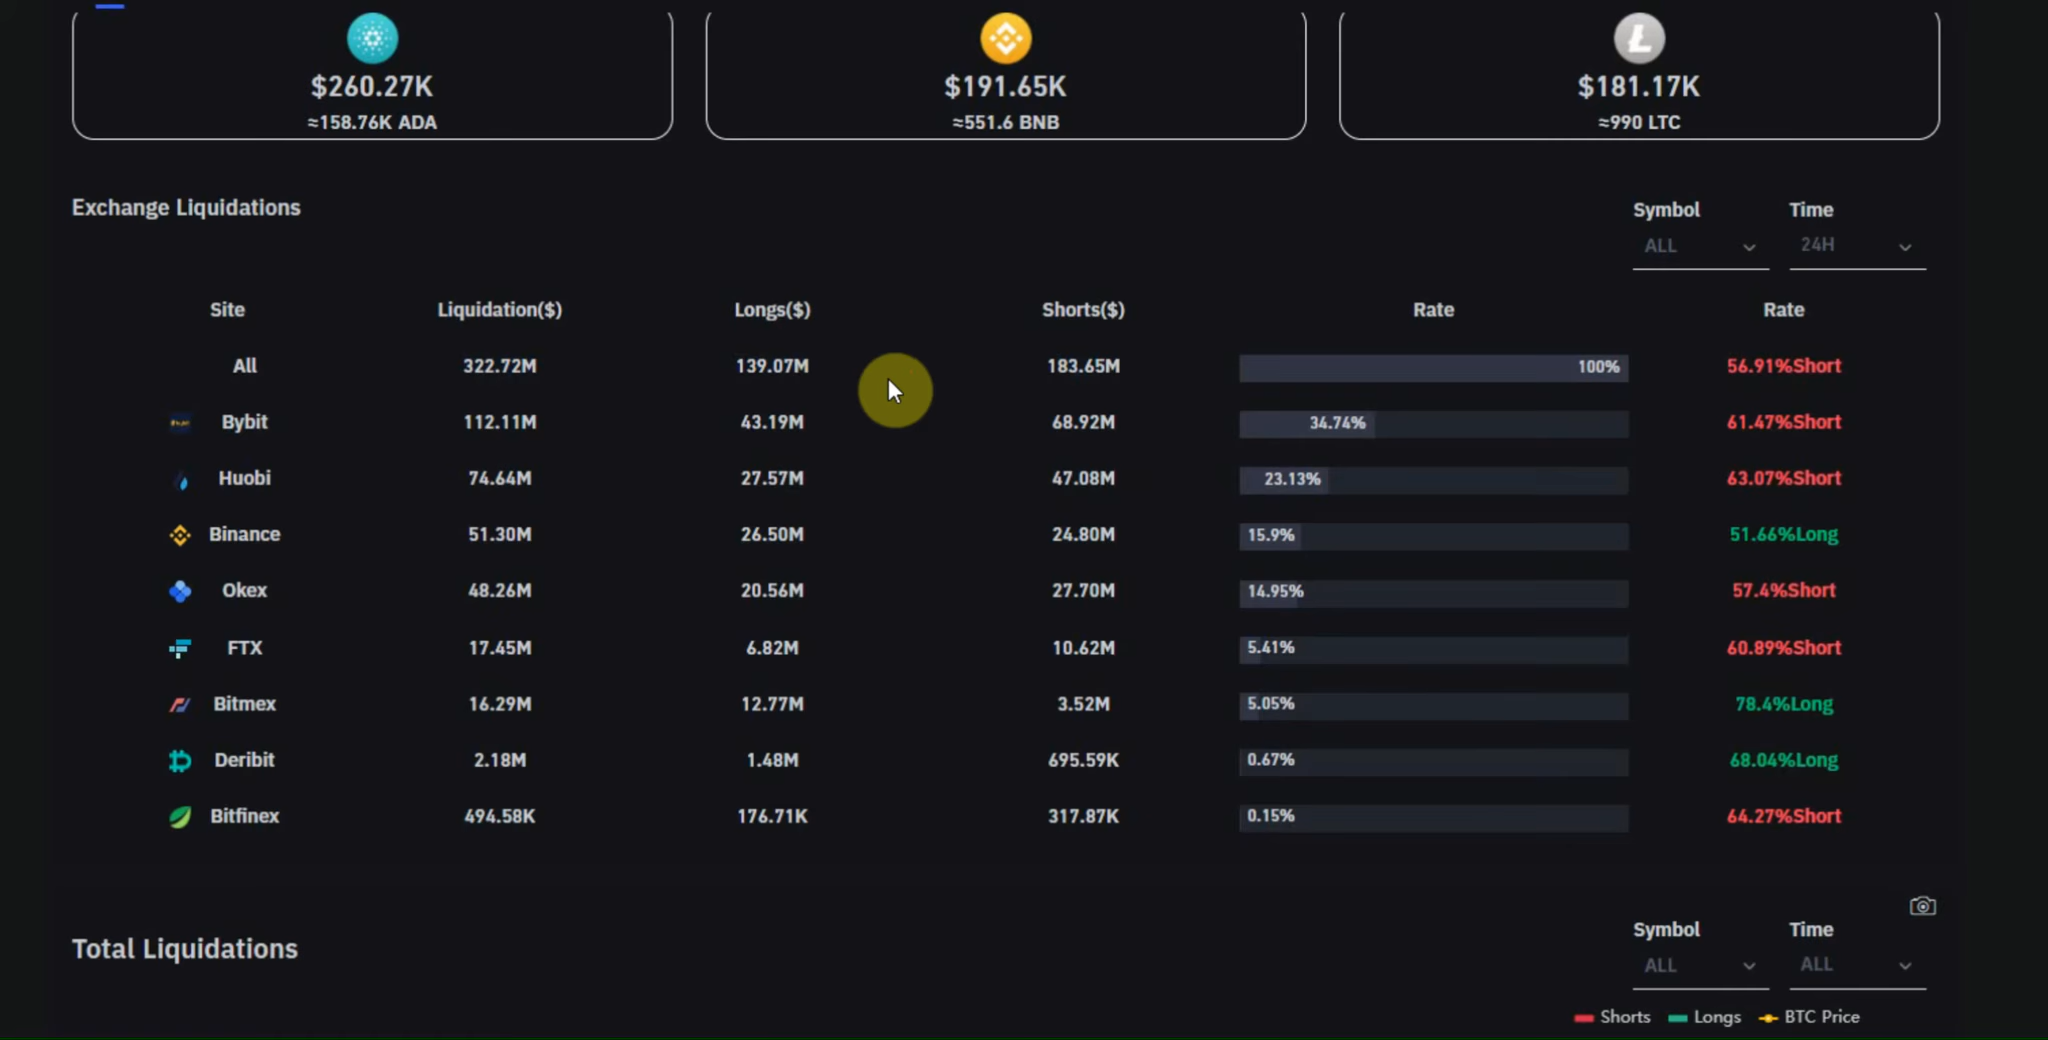 $260.27K
≈158.76K ADA
$191.65K
≈551.6 BNB
$181.17K
≈990 LTC
Exchange Liquidations
Symbol Time
ALL 24H
Site Liquidation($) Longs($) Shorts($) Rate Rate
All 322.72M 139.07M 183.65M 100% 56.91%Short
Bybit 112.11M 43.19M 68.92M 34.74% 61.47%Short
Huobi 74.64M 27.57M 47.08M 23.13% 63.07%Short
Binance 51.30M 26.50M 24.80M 15.9% 51.66%Long
Okex 48.26M 20.56M 27.70M 14.95% 57.4%Short
FTX 17.45M 6.82M 10.62M 5.41% 60.89%Short
Bitmex 16.29M 12.77M 3.52M 5.05% 78.4%Long
Deribit 2.18M 1.48M 695.59K 0.67% 68.04%Long
Bitfinex 494.58K 176.71K 317.87K 0.15% 64.27%Short
Total Liquidations
Symbol Time
ALL ALL
Shorts Longs BTC Price